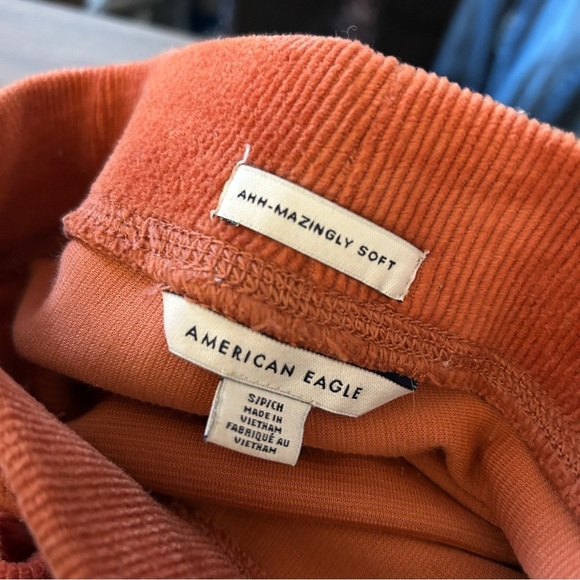 AHH-MAZINGLY SOFT
AMERICAN EAGLE
S/P/CH
MADE IN
VIETNAM
FABRIQUÉ AU
VIETNAM